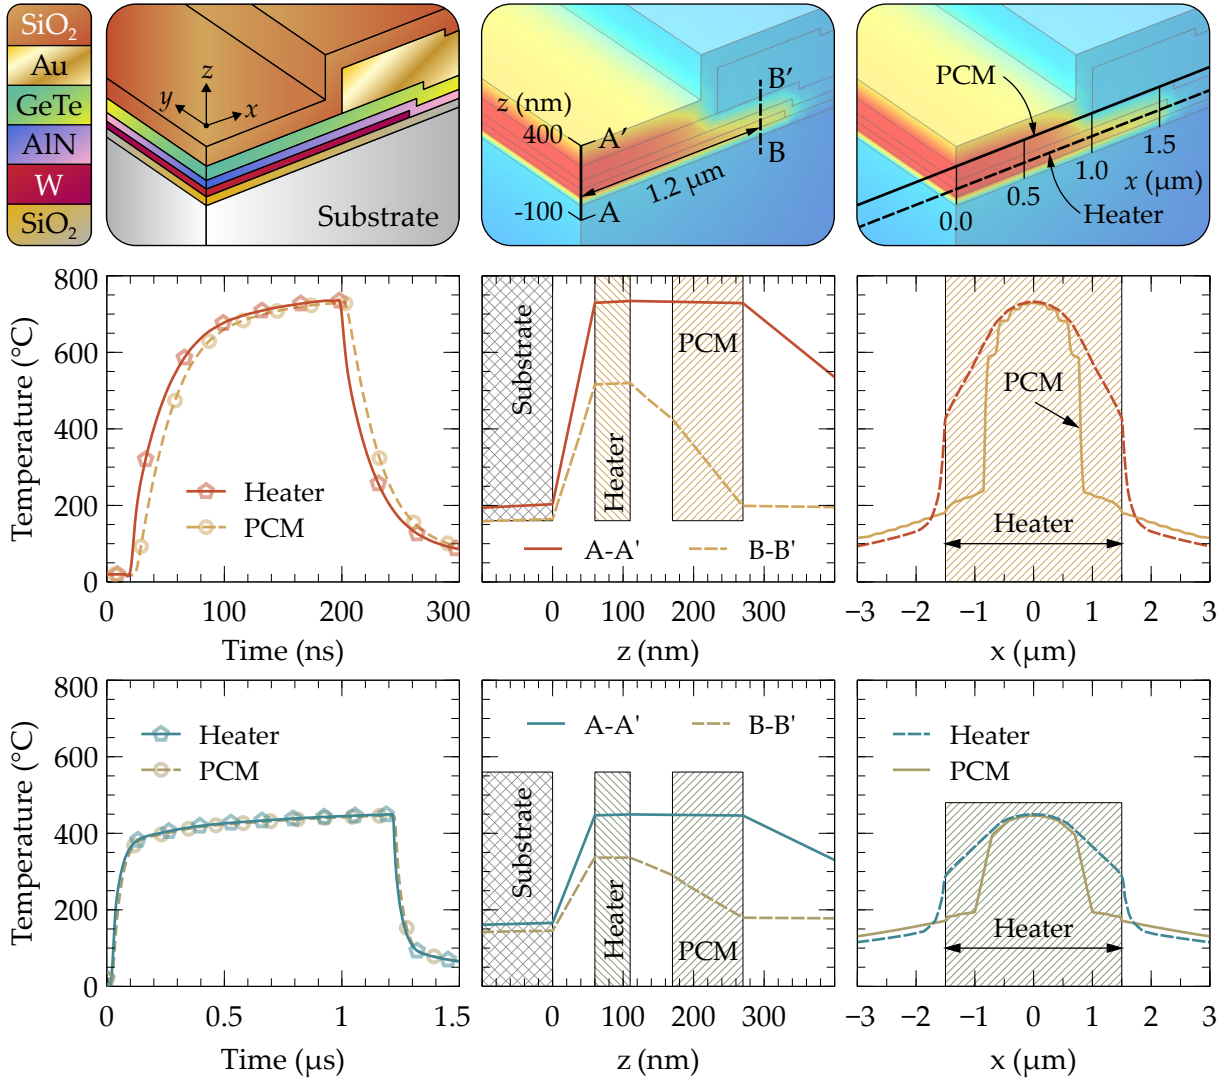 SiO2
Au
GeTe
AlN
W
SiO2
z
y
x
Substrate
z (nm)
400
A′
-100
A
1.2 µm
B′
B
PCM
0.0
0.5
1.0
1.5
x (µm)
Heater
Temperature (°C)
800
600
400
200
0
Heater
PCM
0
100
200
300
Time (ns)
Substrate
Heater
PCM
A-A'
B-B'
0
100
200
300
z (nm)
PCM
Heater
−3
−2
−1
0
1
2
3
x (µm)
Temperature (°C)
800
600
400
200
0
Heater
PCM
0
0.5
1
1.5
Time (µs)
A-A'
B-B'
Substrate
Heater
PCM
0
100
200
300
z (nm)
Heater
PCM
Heater
−3
−2
−1
0
1
2
3
x (µm)